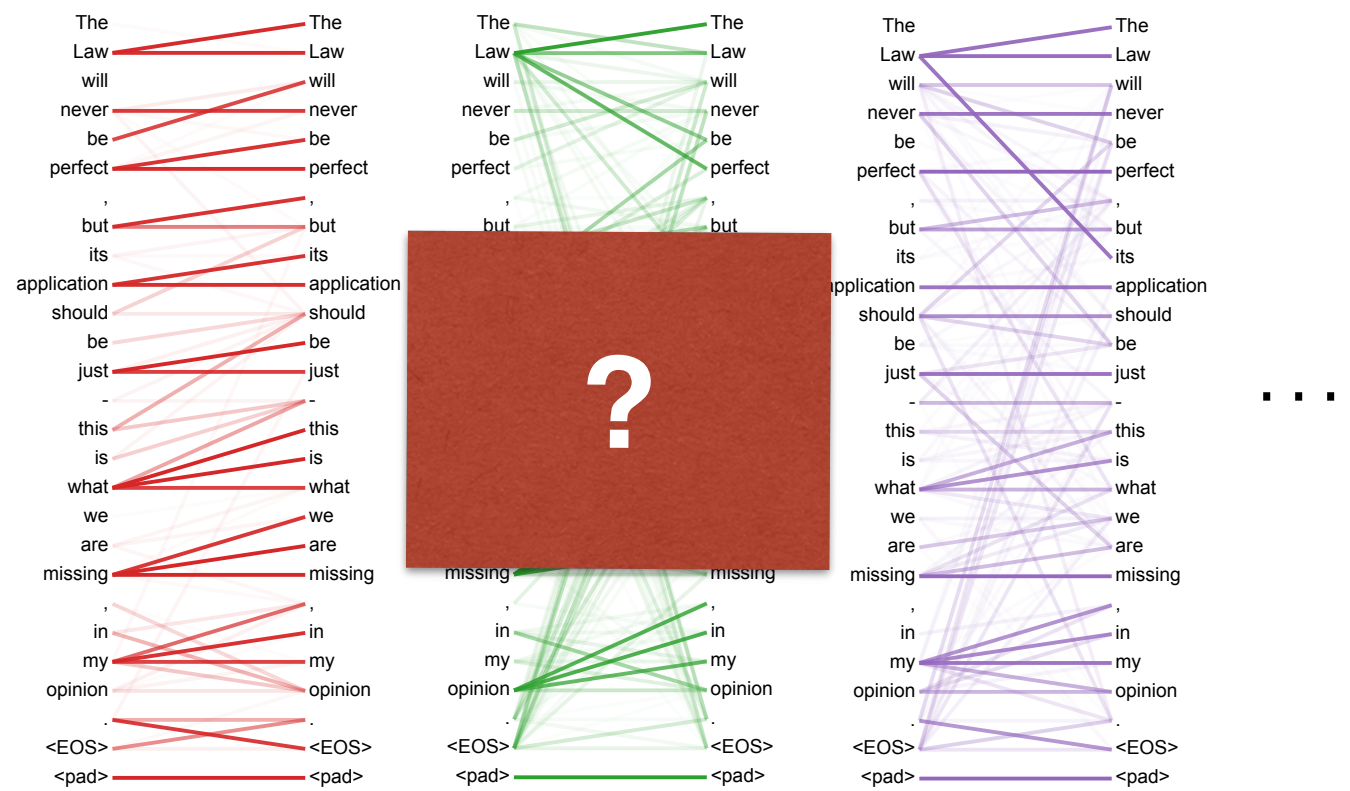 The
Law
will
never
be
perfect
,
but
its
application
should
be
just
-
this
is
what
we
are
missing
,
in
my
opinion
.
<EOS>
<pad>
The
Law
will
never
be
perfect
,
but
its
application
should
be
just
-
this
is
what
we
are
missing
,
in
my
opinion
.
<EOS>
<pad>
The
Law
will
never
be
perfect
,
but
missing
,
in
my
opinion
.
<EOS>
<pad>
?
The
Law
will
never
be
perfect
,
but
missing
,
in
my
opinion
.
<EOS>
<pad>
The
Law
will
never
be
perfect
,
but
its
application
should
be
just
-
this
is
what
we
are
missing
,
in
my
opinion
.
<EOS>
<pad>
The
Law
will
never
be
perfect
,
but
its
application
should
be
just
-
this
is
what
we
are
missing
,
in
my
opinion
.
<EOS>
<pad>
. . .